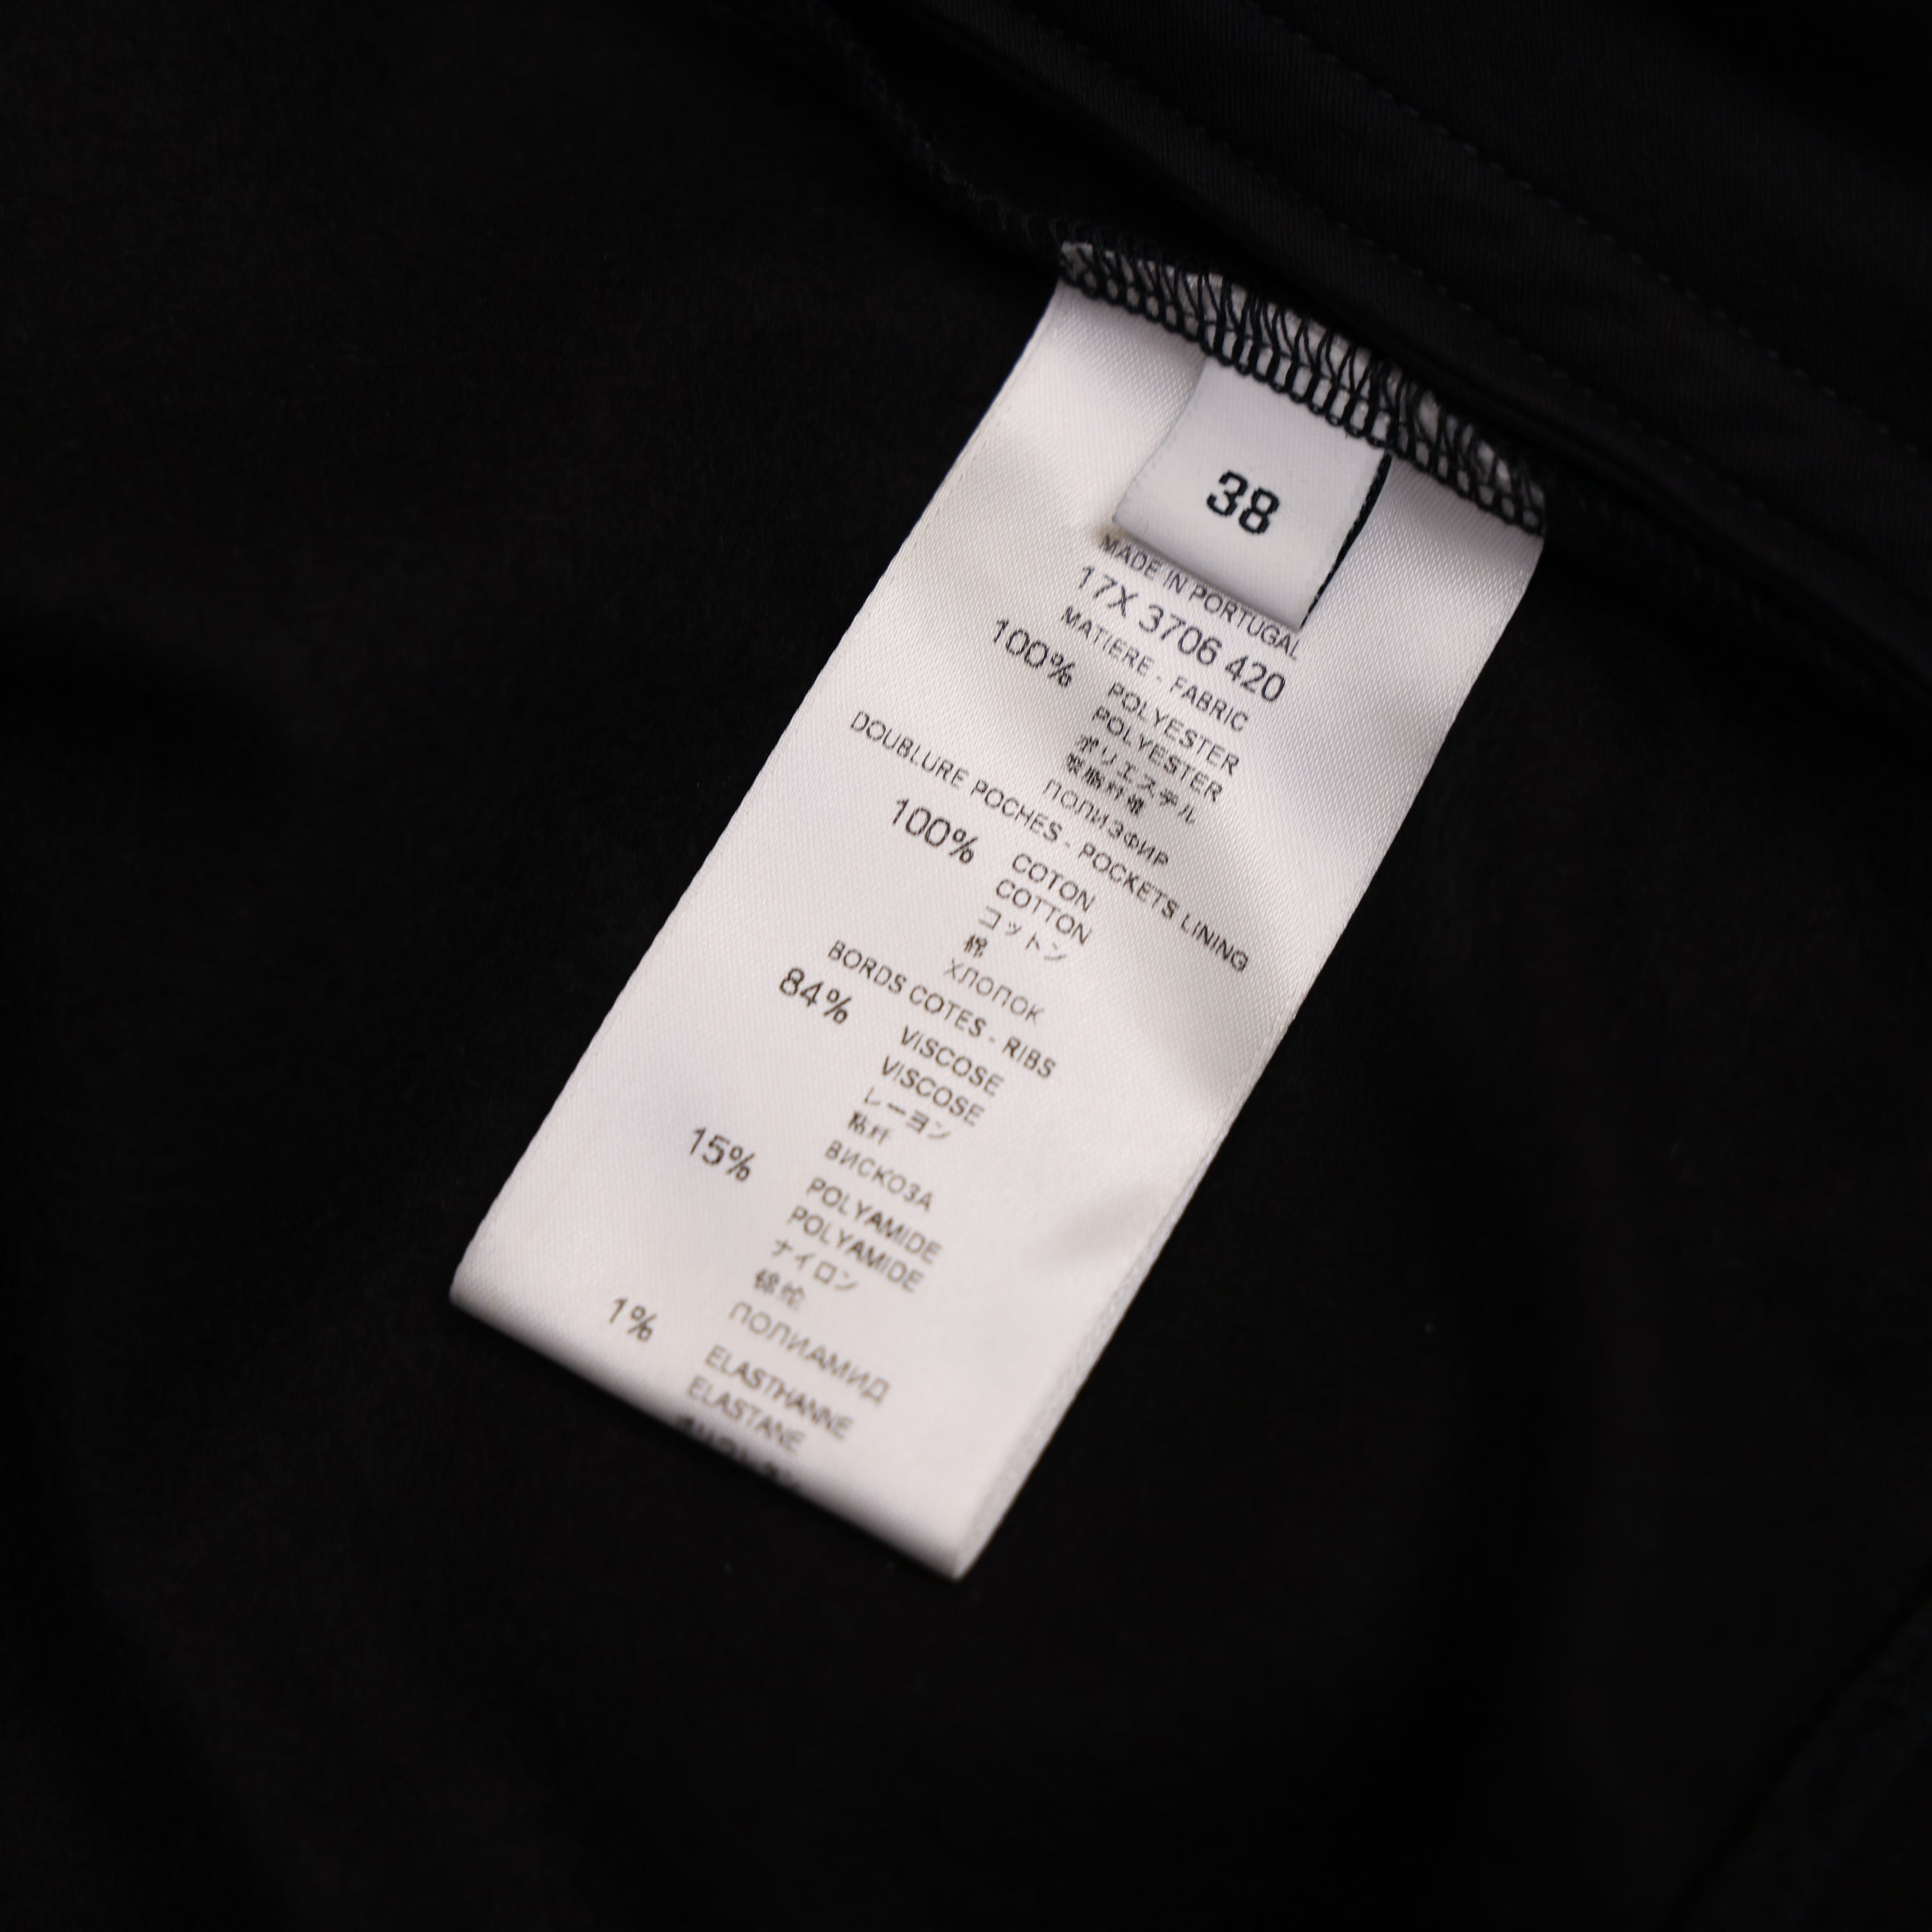 38
MADE IN PORTUGAL
17X 3706 420
MATIERE - FABRIC
100%
POLYESTER
POLYESTER
ポリエステル
ПОЛИЭФИР
DOUBLURE POCHES - POCKETS LINING
100%
COTON
COTTON
コットン
棉
ХЛОПОК
BORDS COTES - RIBS
84%
VISCOSE
VISCOSE
レーヨン
粘纤
ВИСКОЗА
15%
POLYAMIDE
POLYAMIDE
ナイロン
ПОЛИАМИД
1%
ELASTHANNE
ELASTANE